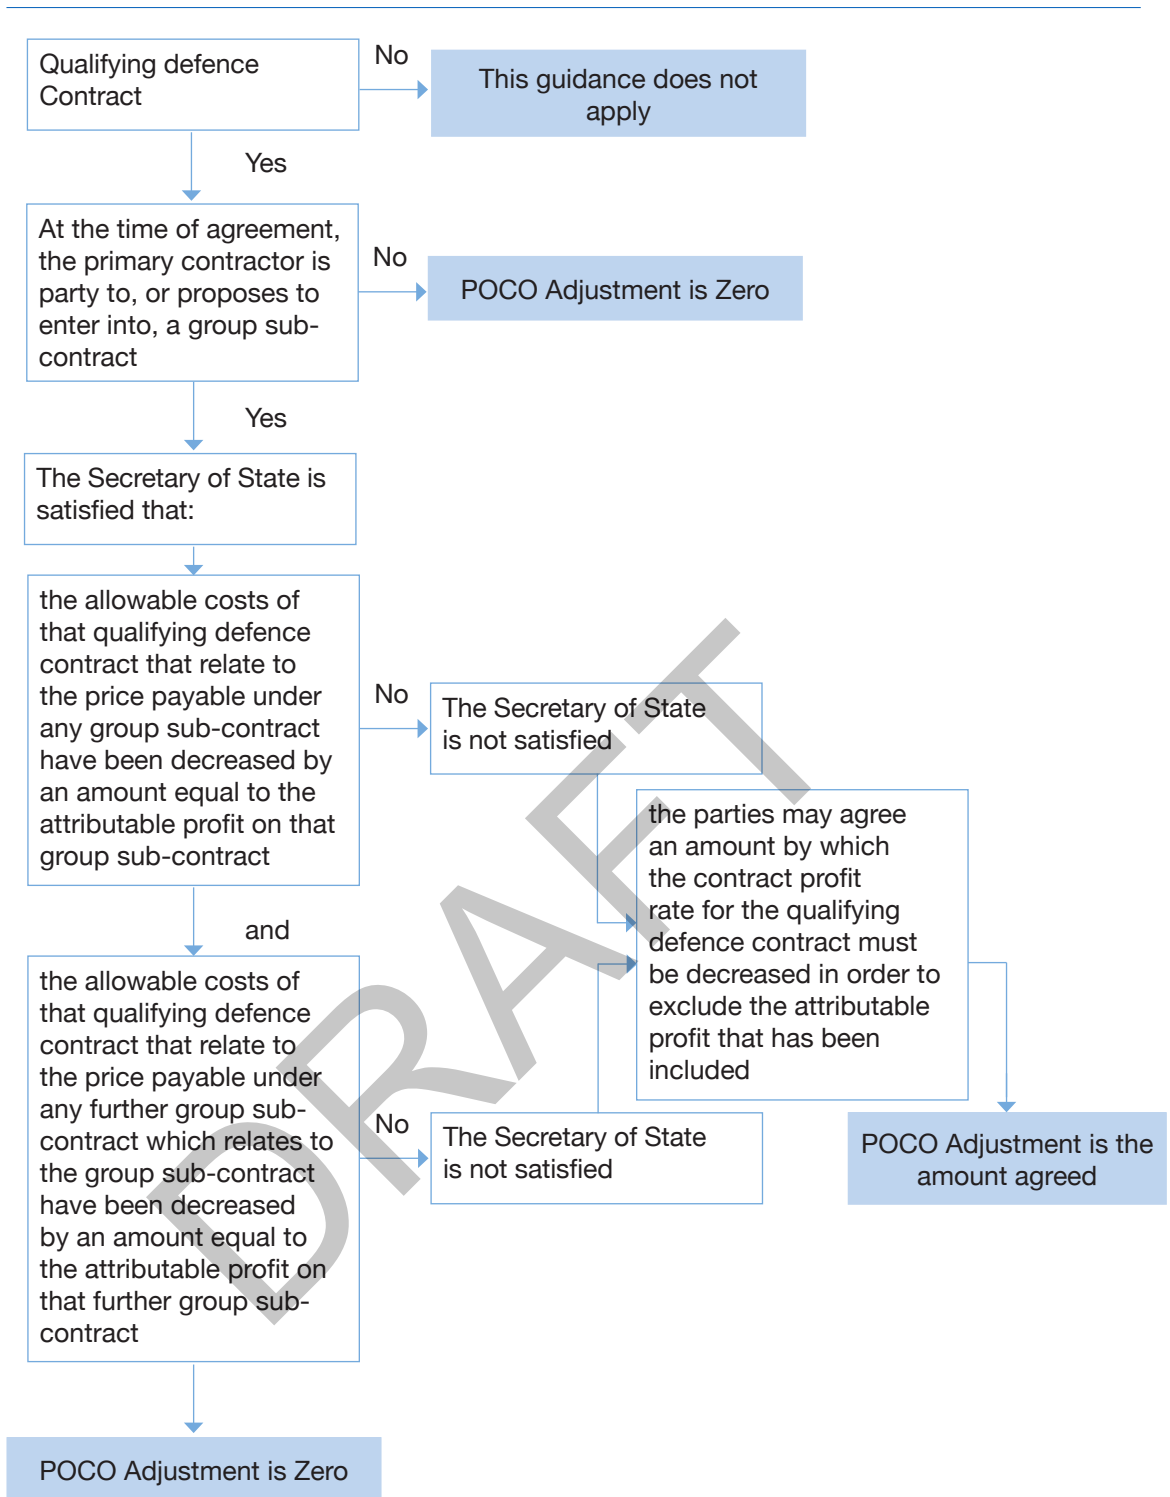 Qualifying defence
Contract
No
This guidance does not
apply
Yes
At the time of agreement,
the primary contractor is
party to, or proposes to
enter into, a group sub-
contract
No
POCO Adjustment is Zero
Yes
The Secretary of State is
satisfied that:
the allowable costs of
that qualifying defence
contract that relate to
the price payable under
any group sub-contract
have been decreased by
an amount equal to the
attributable profit on that
group sub-contract
No
The Secretary of State
is not satisfied
the parties may agree
an amount by which
the contract profit
rate for the qualifying
defence contract must
be decreased in order to
exclude the attributable
profit that has been
included
and
the allowable costs of
that qualifying defence
contract that relate to
the price payable under
any further group sub-
contract which relates to
the group sub-contract
have been decreased
by an amount equal to
the attributable profit on
that further group sub-
contract
No
The Secretary of State
is not satisfied
POCO Adjustment is the
amount agreed
POCO Adjustment is Zero
DRAFT